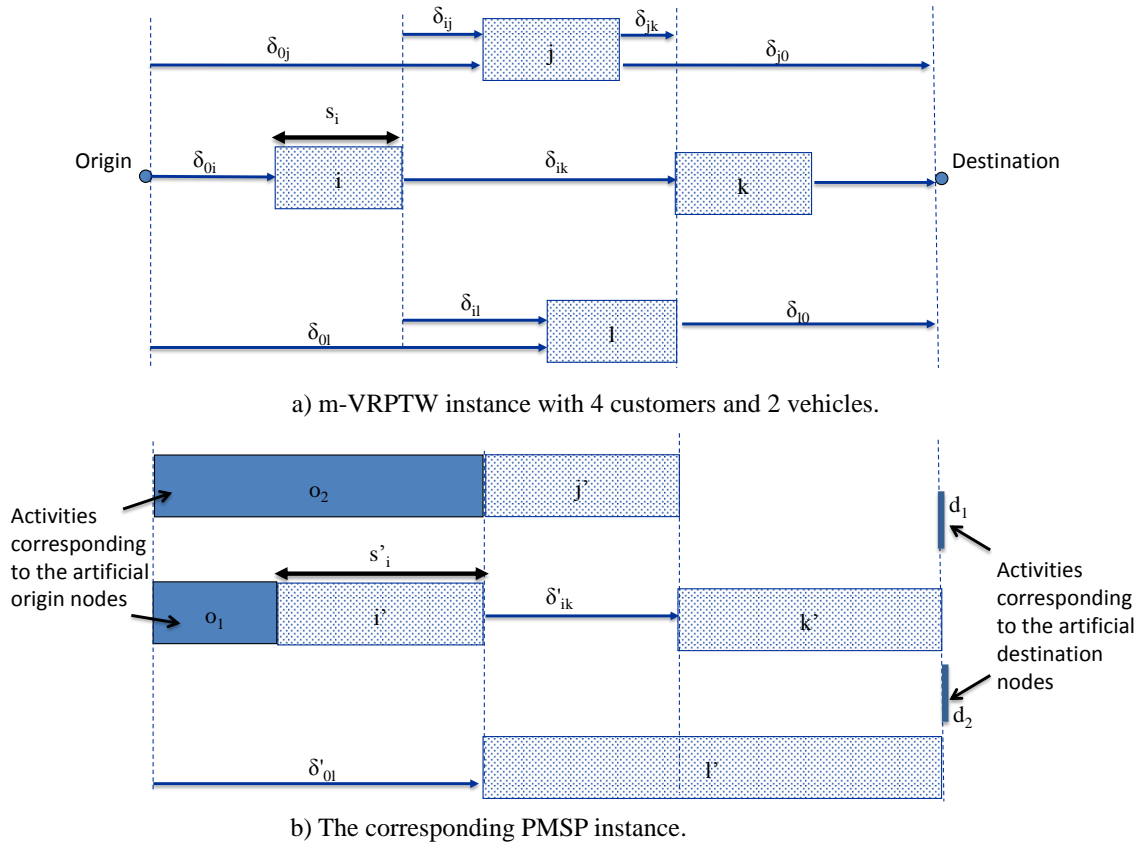 δij
δjk
δ0j
j
δj0
si
Origin
δ0i
i
δik
k
Destination
δil
δ0l
l
δl0
a) m-VRPTW instance with 4 customers and 2 vehicles.
Activities
corresponding
to the artificial
origin nodes
o2
j'
d1
s'i
o1
i'
δ'ik
k'
Activities
corresponding
to the artificial
destination
nodes
d2
δ'0l
l'
b) The corresponding PMSP instance.